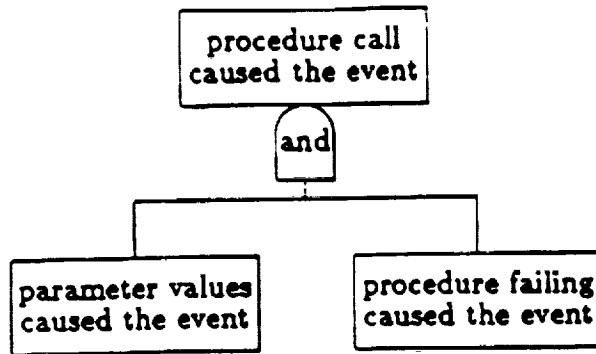 procedure call
caused the event
and
parameter values
caused the event
procedure failing
caused the event